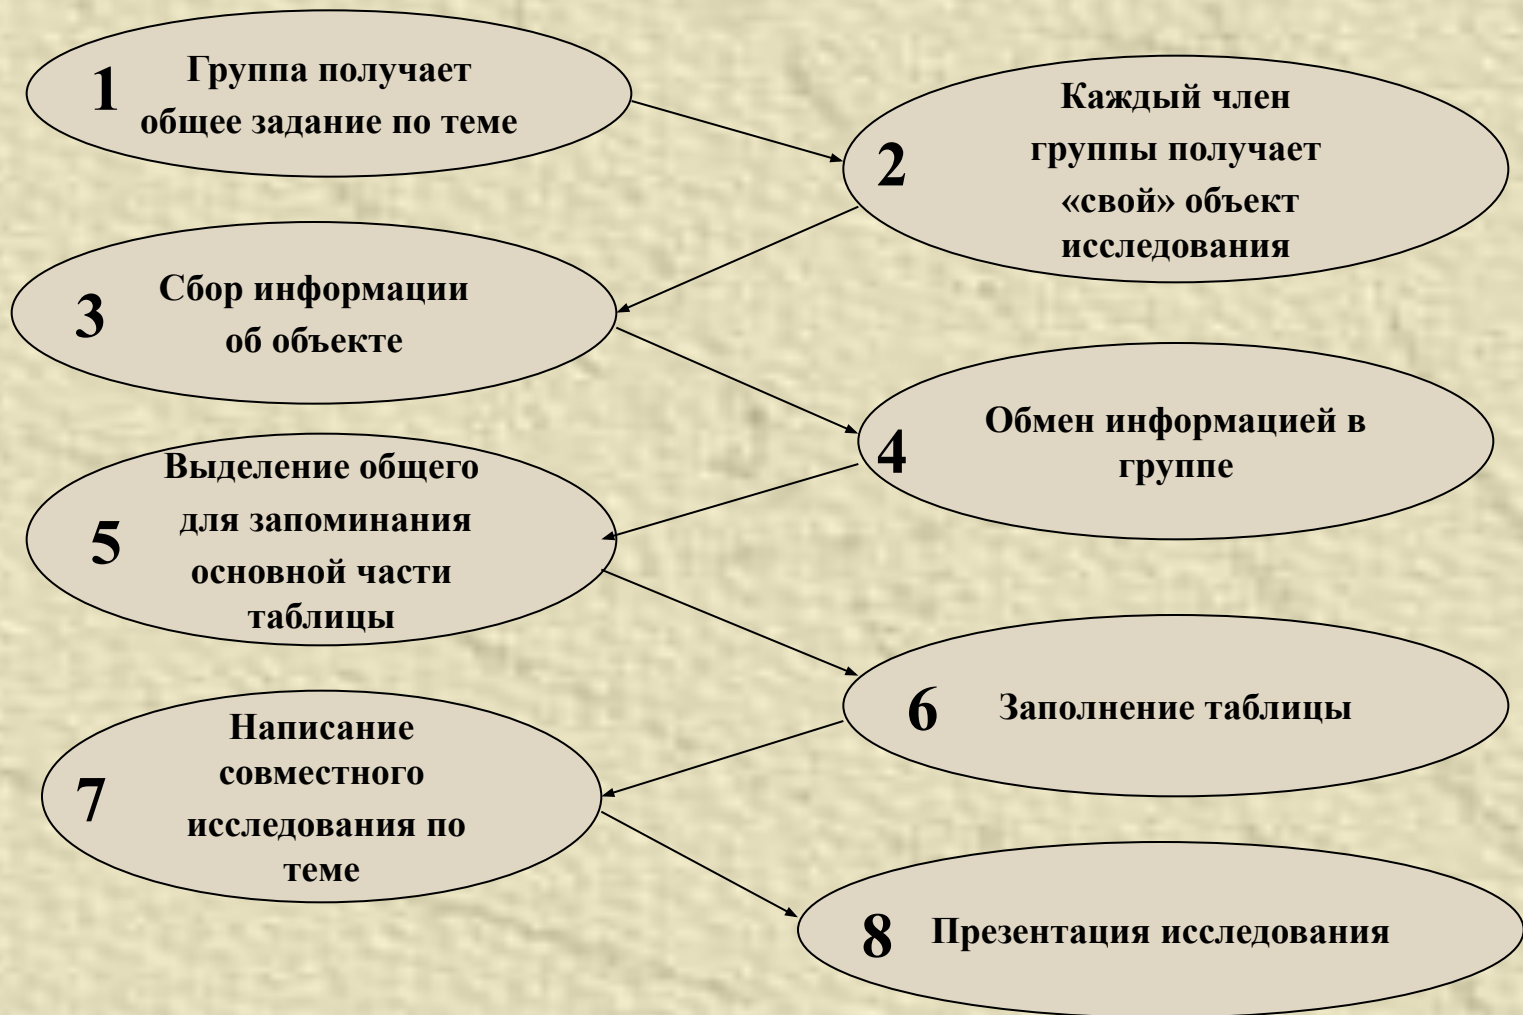 1
Группа получает
общее задание по теме
2
Каждый член
группы получает
«свой» объект
исследования
3
Сбор информации
об объекте
4
Обмен информацией в
группе
5
Выделение общего
для запоминания
основной части
таблицы
6
Заполнение таблицы
7
Написание
совместного
исследования по
теме
8
Презентация исследования